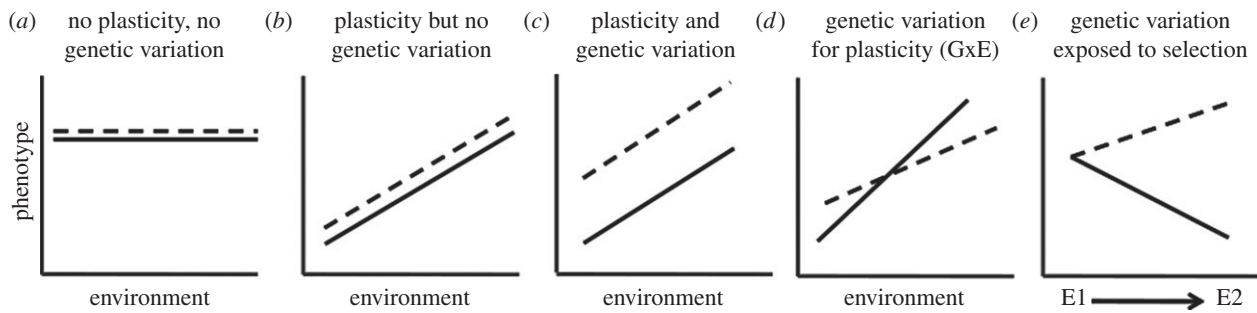 (a) no plasticity, no
genetic variation
(b) plasticity but no
genetic variation
(c) plasticity and
genetic variation
(d) genetic variation
for plasticity (GxE)
(e) genetic variation
exposed to selection
phenotype
environment
environment
environment
environment
E1 E2